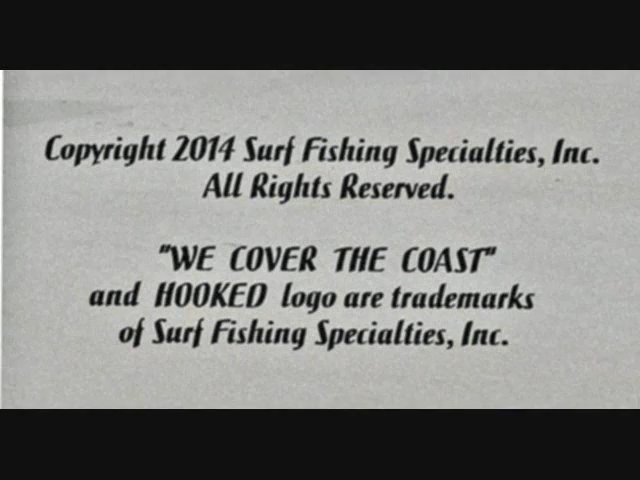 Copyright 2014 Surf Fishing Specialties, Inc.
All Rights Reserved.
"WE COVER THE COAST"
and HOOKED logo are trademarks
of Surf Fishing Specialties, Inc.